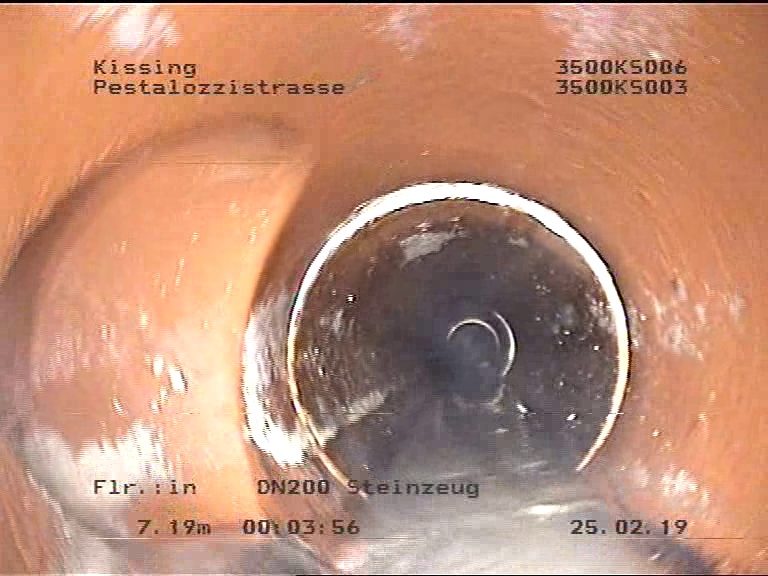 Kissing 3500KS006
Pestalozzistrasse 3500KS003
Flr.:in DN200 Steinzeug
7.19m 00:03:56 25.02.19